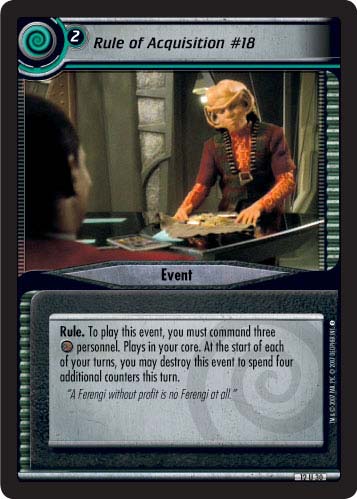 2 Rule of Acquisition #18
Event
Rule. To play this event, you must command three
personnel. Plays in your core. At the start of each
of your turns, you may destroy this event to spend four
additional counters this turn.
"A Ferengi without profit is no Ferengi at all."
12 U 30